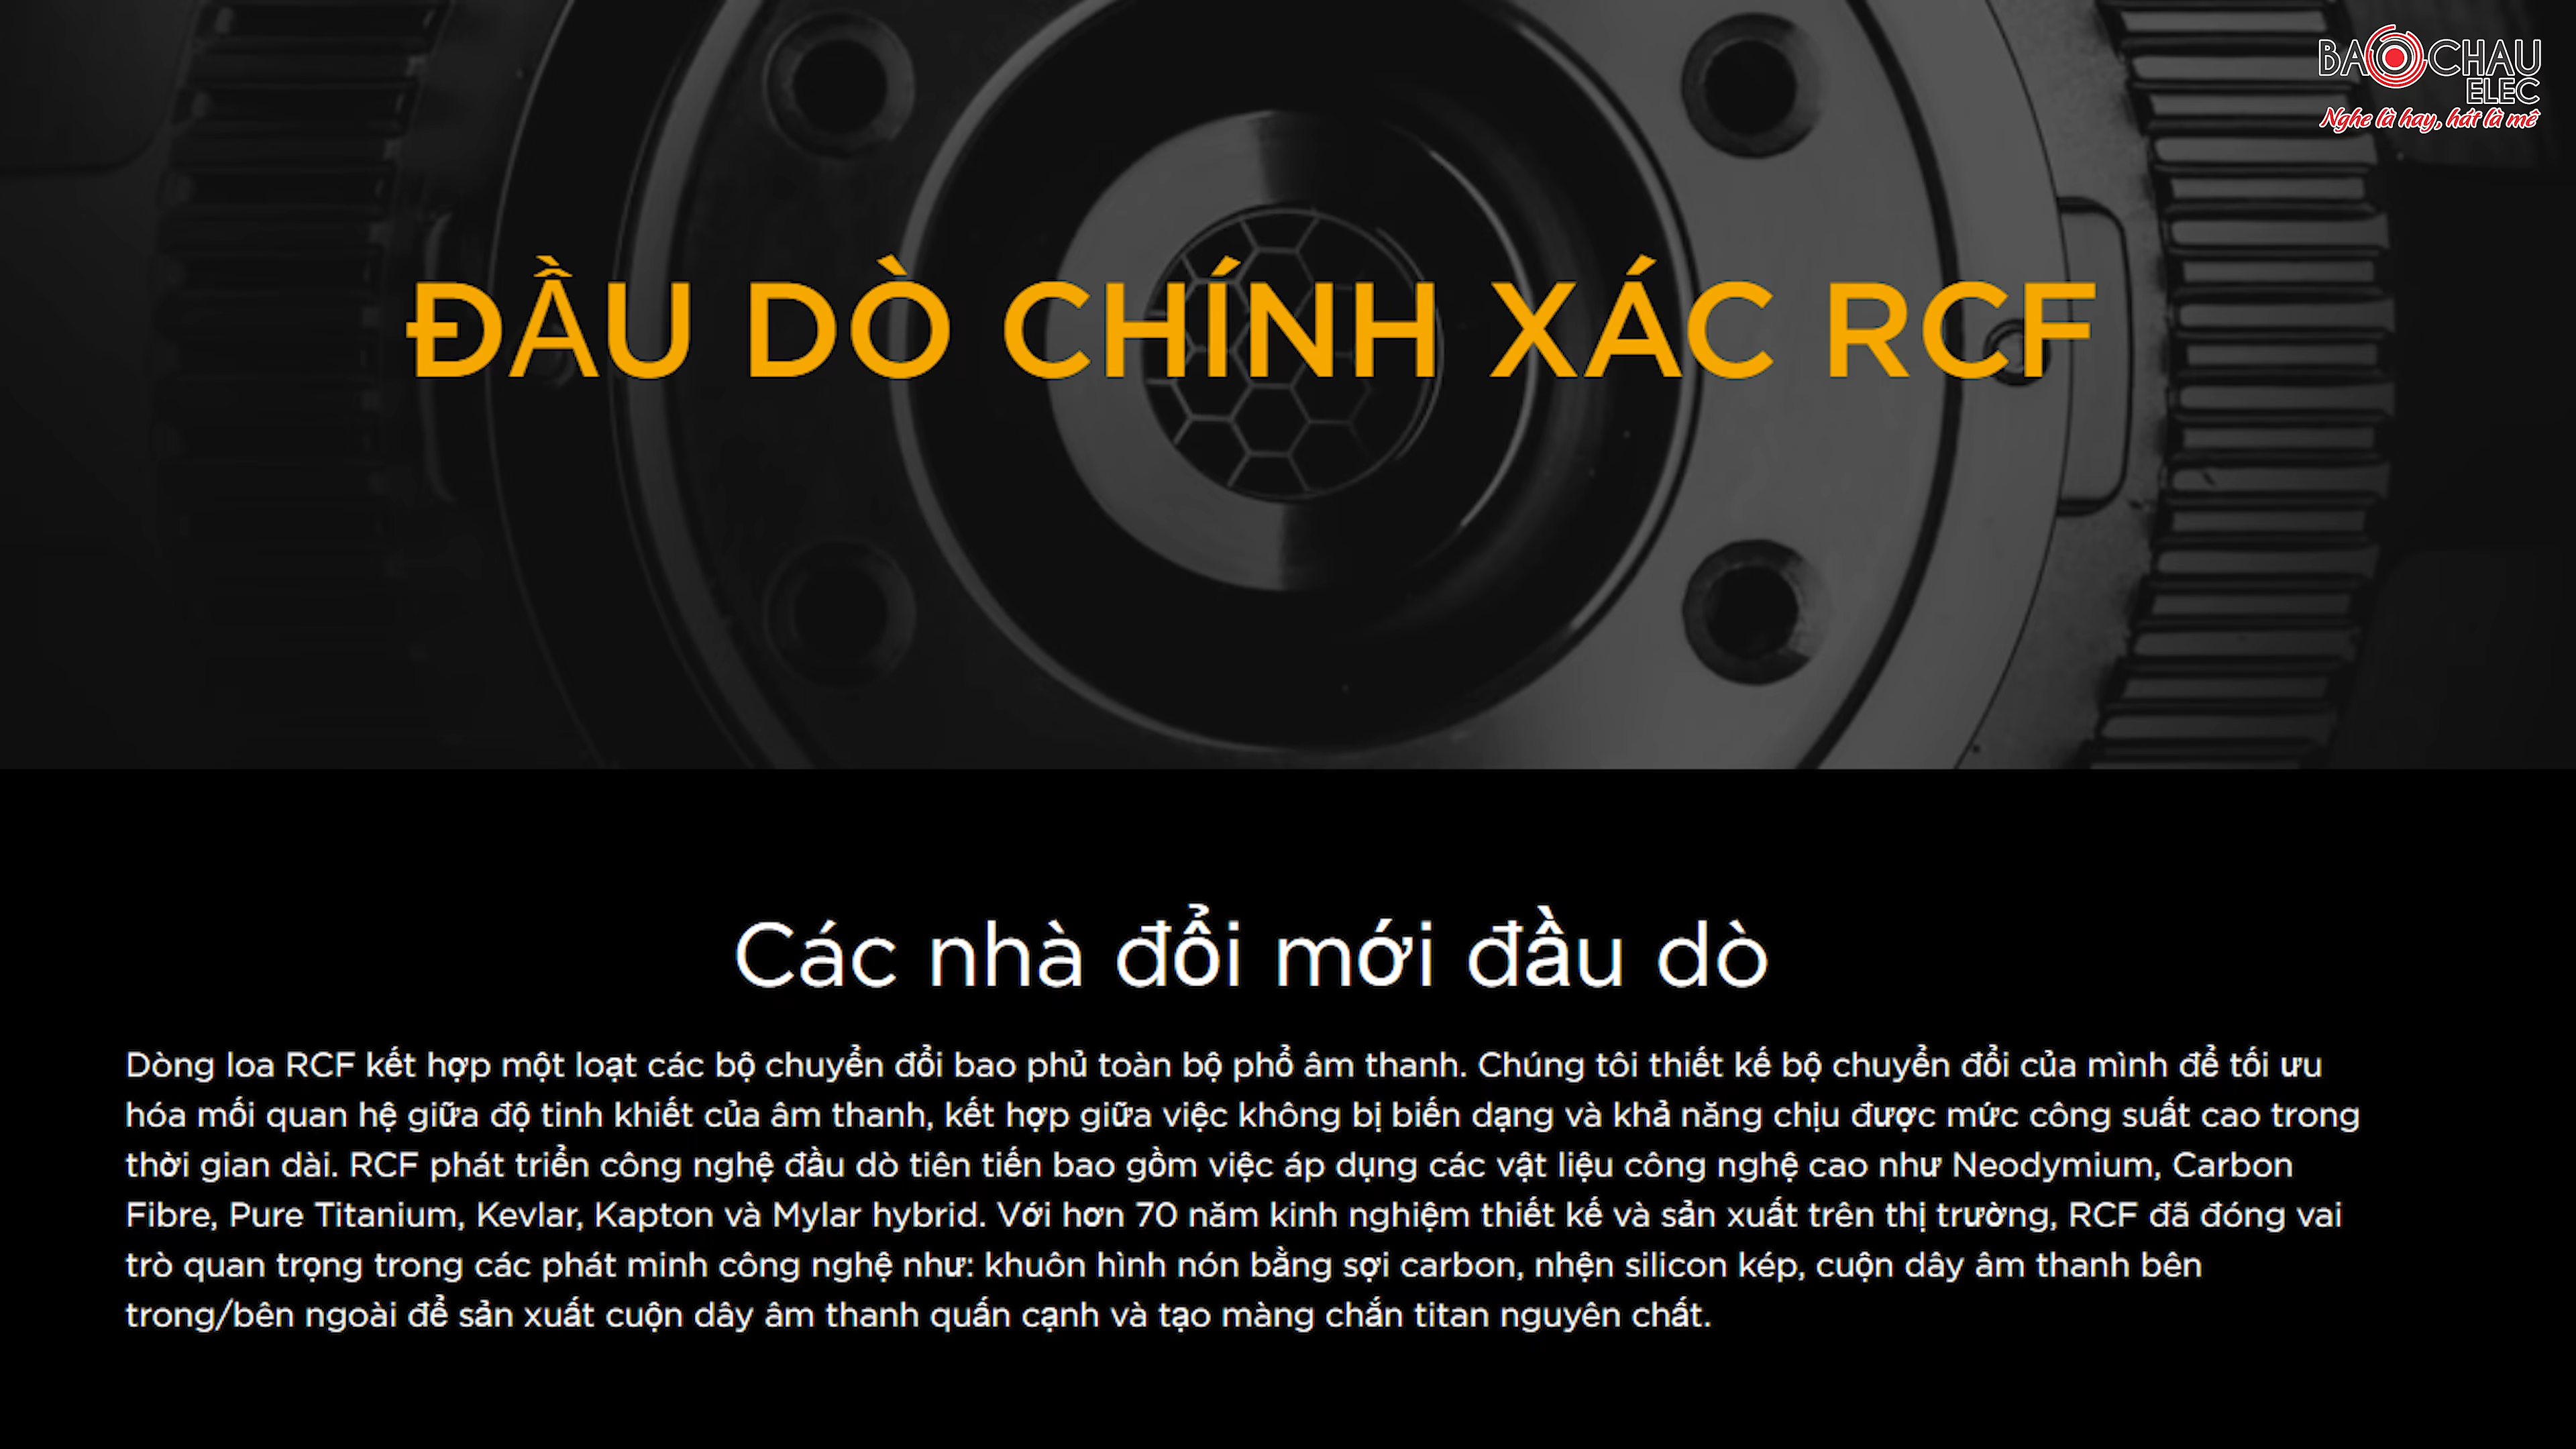 BAO CHAU
ELEC
Nghe là hay, hát là mê
ĐẦU DÒ CHÍNH XÁC RCF
Các nhà đổi mới đầu dò
Dòng loa RCF kết hợp một loạt các bộ chuyển đổi bao phủ toàn bộ phổ âm thanh. Chúng tôi thiết kế bộ chuyển đổi của mình để tối ưu
hóa mối quan hệ giữa độ tinh khiết của âm thanh, kết hợp giữa việc không bị biến dạng và khả năng chịu được mức công suất cao trong
thời gian dài. RCF phát triển công nghệ đầu dò tiên tiến bao gồm việc áp dụng các vật liệu công nghệ cao như Neodymium, Carbon
Fibre, Pure Titanium, Kevlar, Kapton và Mylar hybrid. Với hơn 70 năm kinh nghiệm thiết kế và sản xuất trên thị trường, RCF đã đóng vai
trò quan trọng trong các phát minh công nghệ như: khuôn hình nón bằng sợi carbon, nhện silicon kép, cuộn dây âm thanh bên
trong/bên ngoài để sản xuất cuộn dây âm thanh quấn cạnh và tạo màng chắn titan nguyên chất.